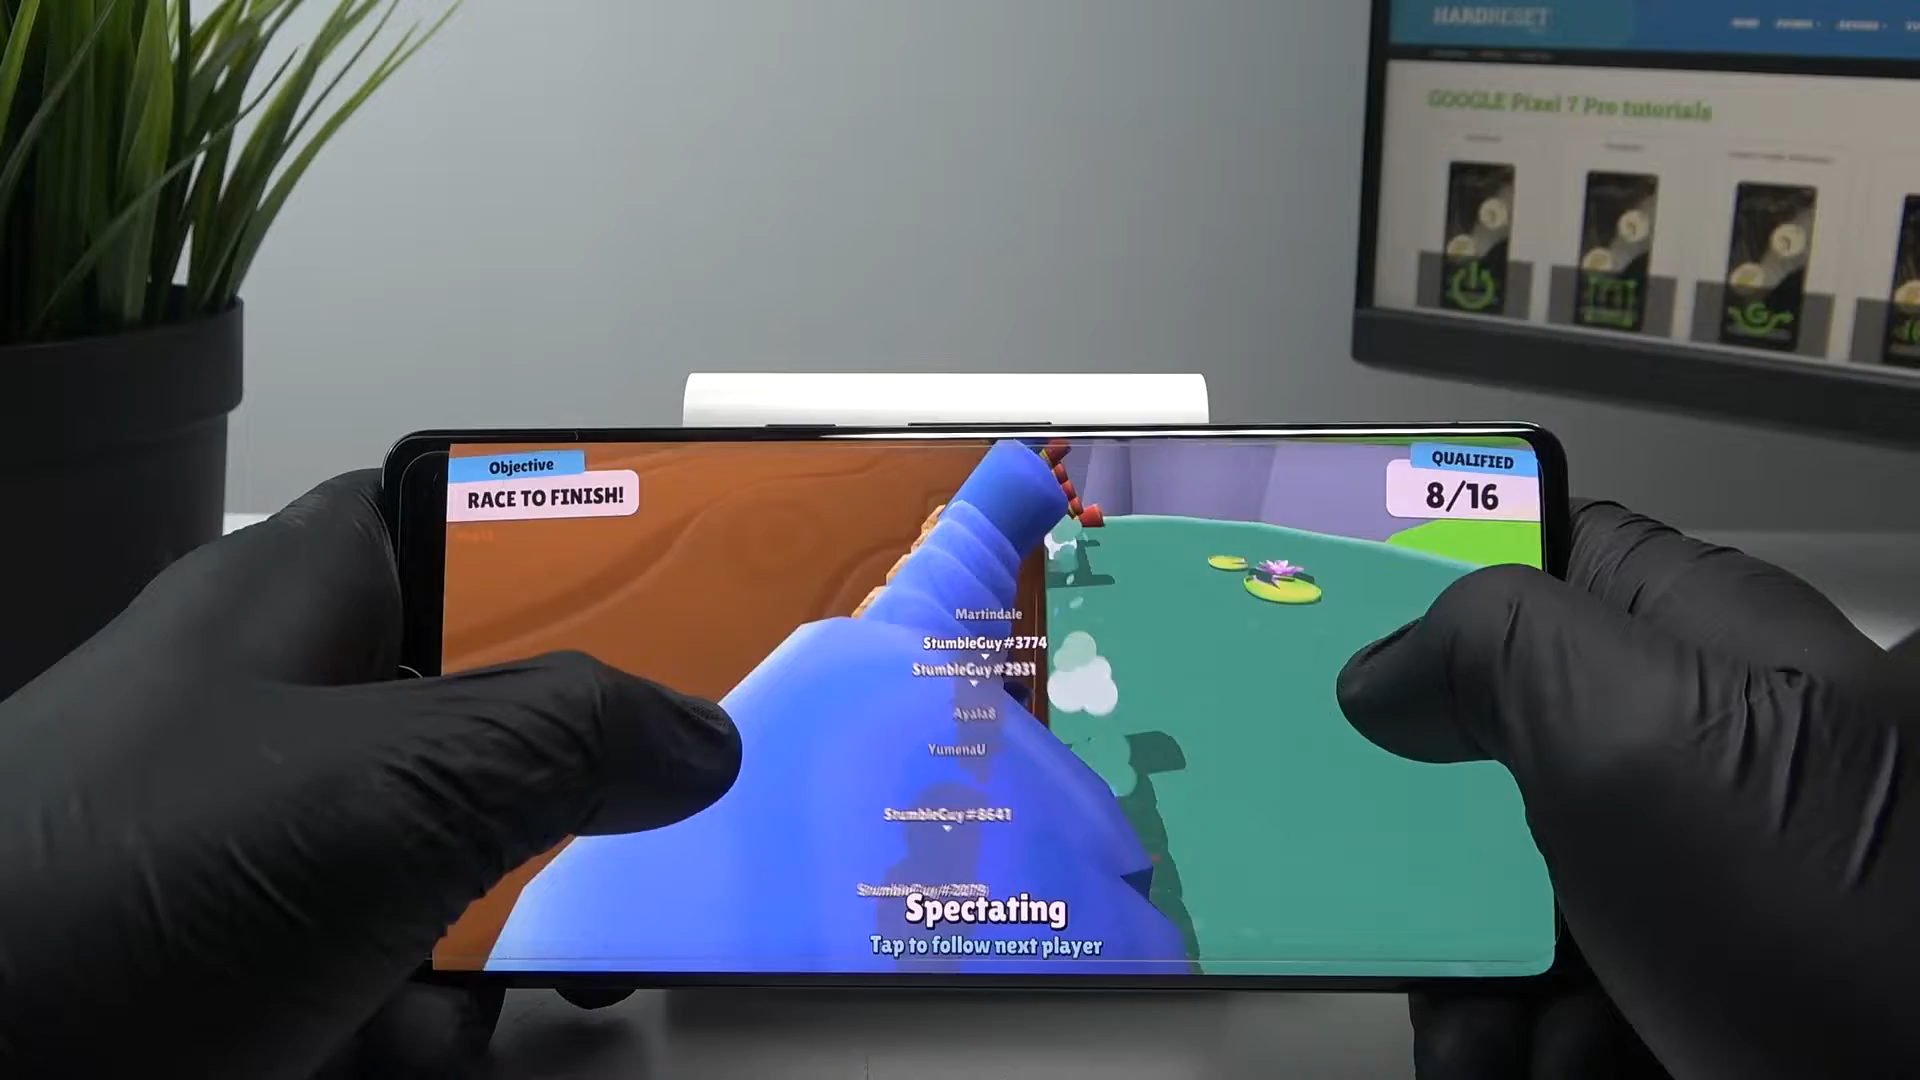 HARDRESET
GOOGLE Pixel 7 Pro tutorials
Objective
RACE TO FINISH!
QUALIFIED
8/16
Martindale
StumbleGuy#3774
StumbleGuy#2931
Ayala8
YumenaU
StumbleGuy#8641
Spectating
Tap to follow next player